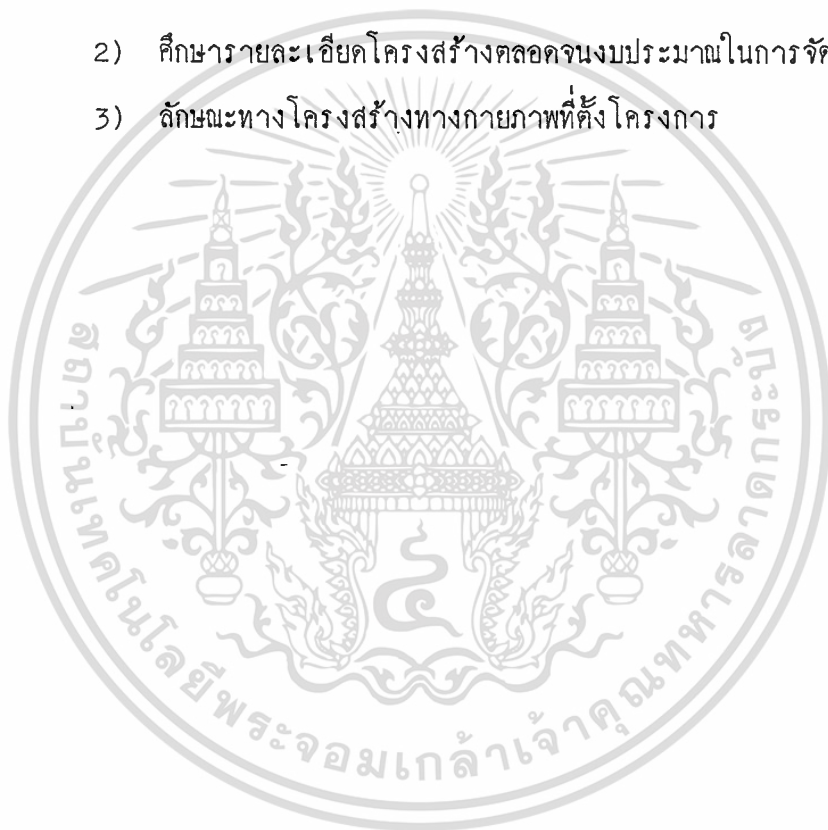 2) ศึกษารายละเอียดโครงสร้างตลอดจนงบประมาณในการจัด
3) ลักษณะทางโครงสร้างทางกายภาพที่ตั้งโครงการ
สถาบันเทคโนโลยีพระจอมเกล้าเจ้าคุณทหารลาดกระบัง